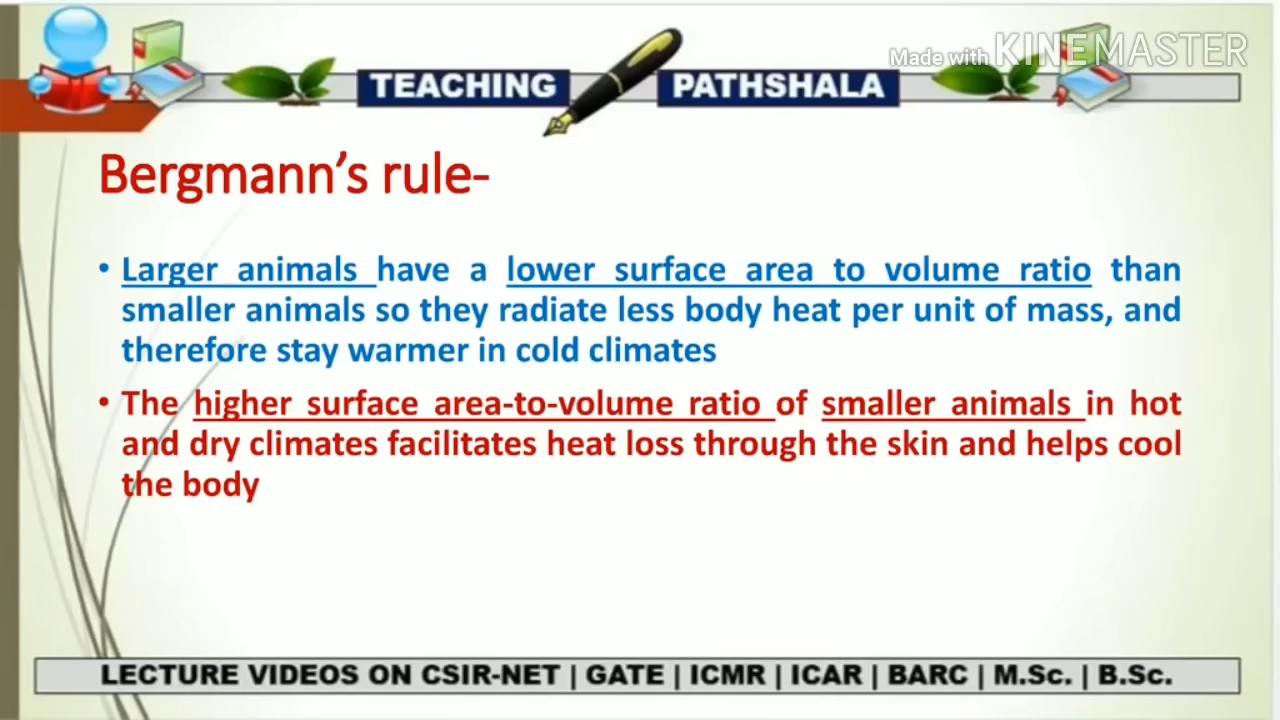 Made with KINEMASTER
TEACHING PATHSHALA
Bergmann’s rule-
• Larger animals have a lower surface area to volume ratio than
smaller animals so they radiate less body heat per unit of mass, and
therefore stay warmer in cold climates
• The higher surface area-to-volume ratio of smaller animals in hot
and dry climates facilitates heat loss through the skin and helps cool
the body
LECTURE VIDEOS ON CSIR-NET | GATE | ICMR | ICAR | BARC | M.Sc. | B.Sc.